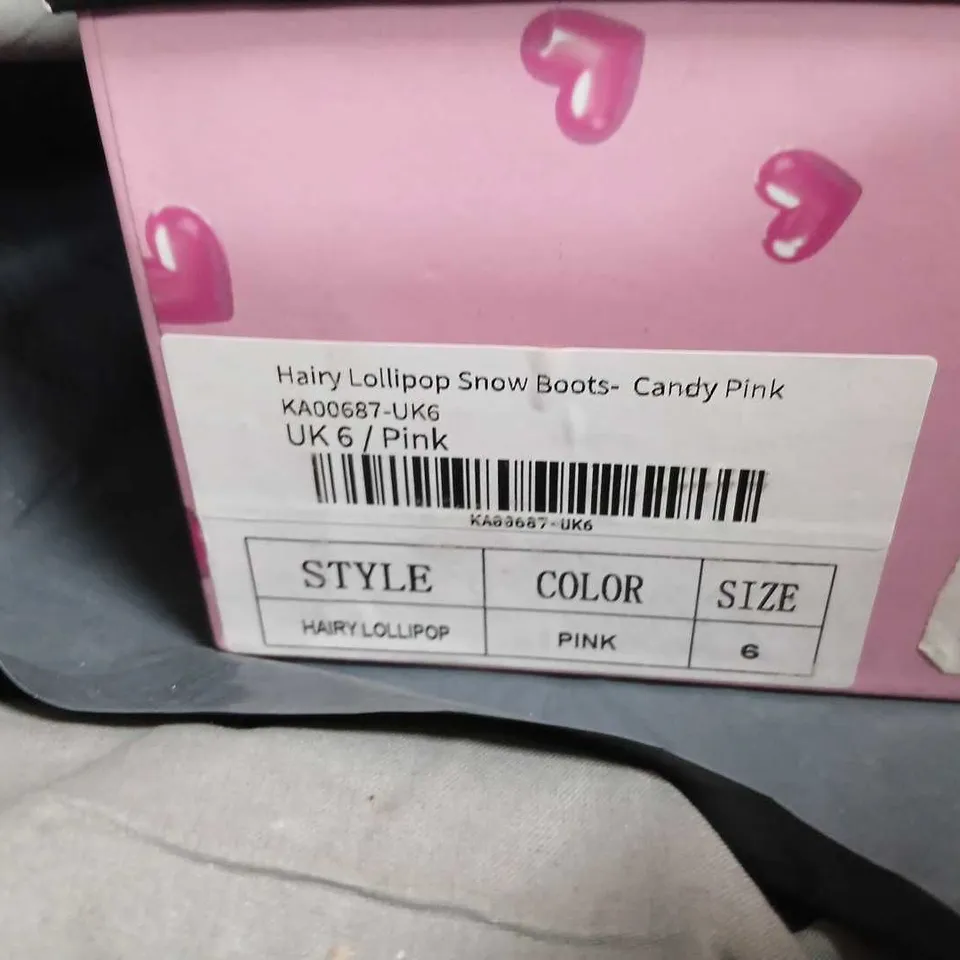 Hairy Lollipop Snow Boots- Candy Pink
KA00687-UK6
UK 6 / Pink
KA00687-UK6
STYLE COLOR SIZE
HAIRY LOLLIPOP PINK 6